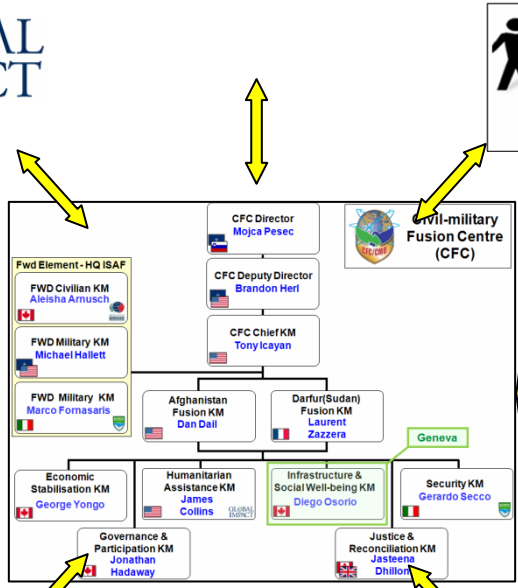 AL
CT
CFC Director
Mojca Pesec
Civil-military
Fusion Centre
(CFC)
CFC/CMO
Fwd Element - HQ ISAF
FWD Civilian KM
Aleisha Arnusch
CFC Deputy Director
Brandon Herl
FWD Military KM
Michael Hallett
CFC Chief KM
Tony Icayan
FWD Military KM
Marco Fornasaris
Afghanistan
Fusion KM
Dan Dail
Darfur(Sudan)
Fusion KM
Laurent
Zazzera
Geneva
Economic
Stabilisation KM
George Yongo
Humanitarian
Assistance KM
James
Collins
GLOBAL
IMPACT
Infrastructure &
Social Well-being KM
Diego Osorio
Security KM
Gerardo Secco
Governance &
Participation KM
Jonathan
Hadaway
Justice &
Reconciliation KM
Jasteena
Dhillon